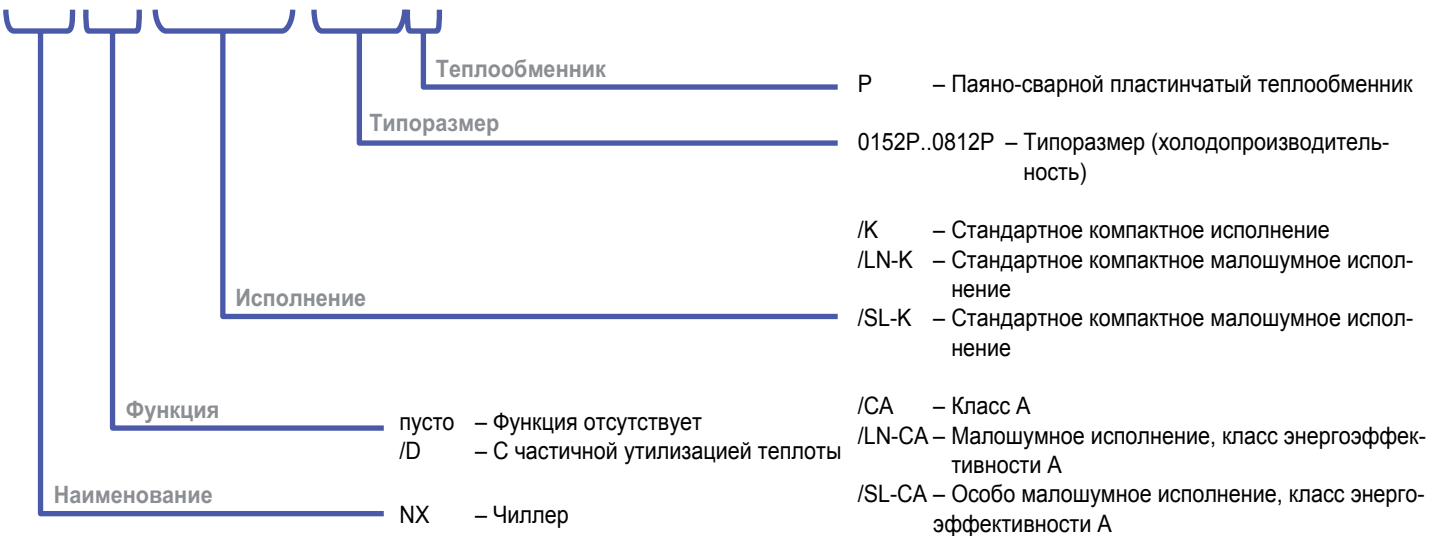 Теплообменник
P – Паяно-сварной пластинчатый теплообменник
Типоразмер
0152P..0812P – Типоразмер (холодопроизводитель-
ность)
/K – Стандартное компактное исполнение
/LN-K – Стандартное компактное малошумное испол-
нение
Исполнение
/SL-K – Стандартное компактное малошумное испол-
нение
/CA – Класс А
/LN-CA – Малошумное исполнение, класс энергоэффек-
тивности А
/SL-CA – Особо малошумное исполнение, класс энерго-
эффективности А
Функция
пусто – Функция отсутствует
/D – С частичной утилизацией теплоты
Наименование
NX – Чиллер